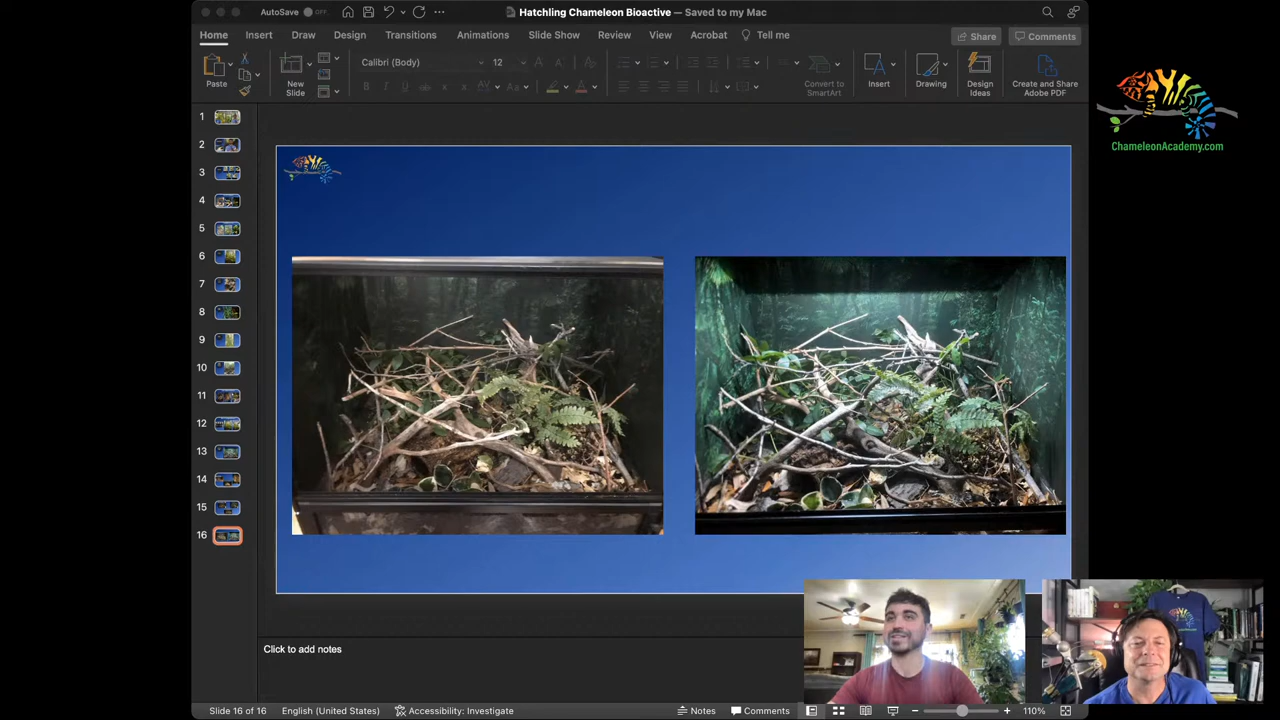 AutoSave OFF
Hatchling Chameleon Bioactive — Saved to my Mac
Home Insert Draw Design Transitions Animations Slide Show Review View Acrobat Tell me
Share Comments
Paste
New
Slide
Calibri (Body) 12
Convert to
SmartArt
Insert
Drawing
Design
Ideas
Create and Share
Adobe PDF
ChameleonAcademy.com
1
2
3
4
5
6
7
8
9
10
11
12
13
14
15
16
Click to add notes
Slide 16 of 16 English (United States) Accessibility: Investigate Notes Comments 110%